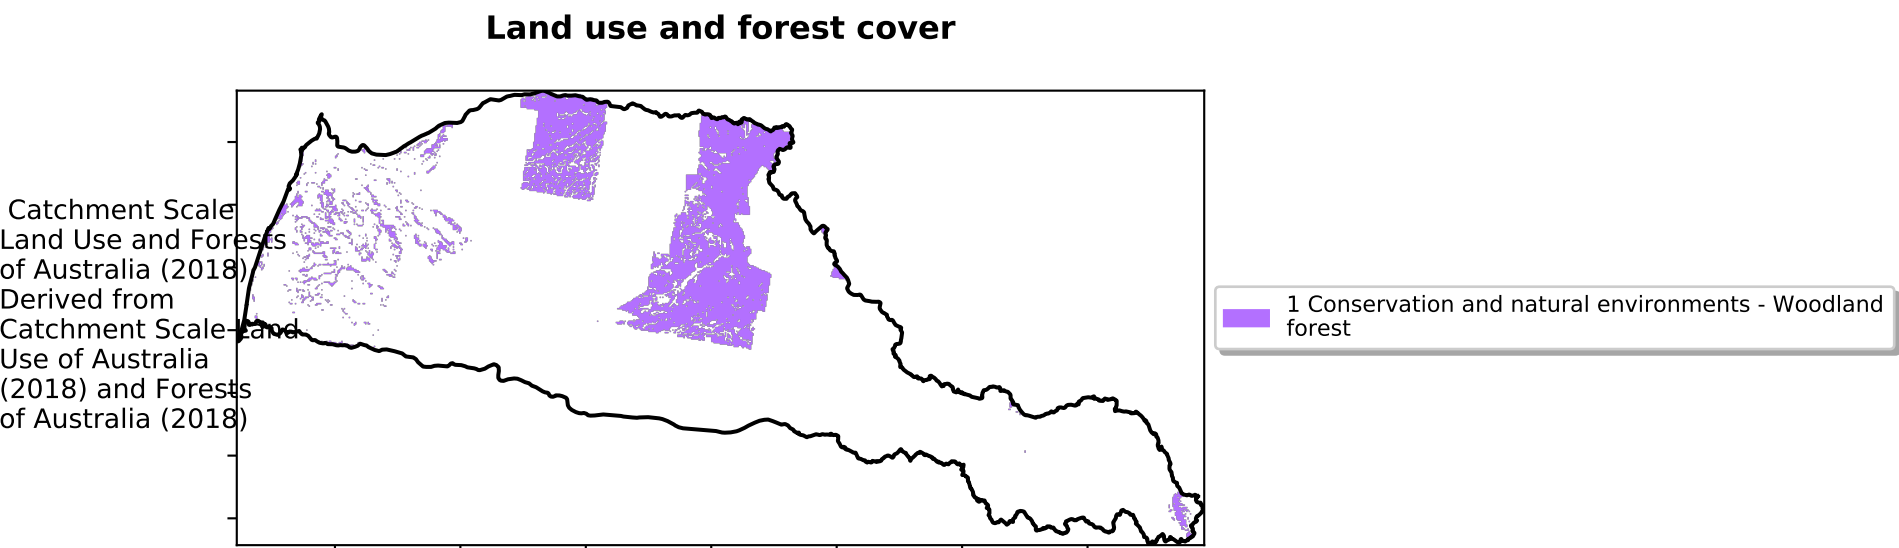 Land use and forest cover
Catchment Scale
Land Use and Forests
of Australia (2018)
Derived from
Catchment Scale Land
Use of Australia
(2018) and Forests
of Australia (2018)
1 Conservation and natural environments - Woodland
forest